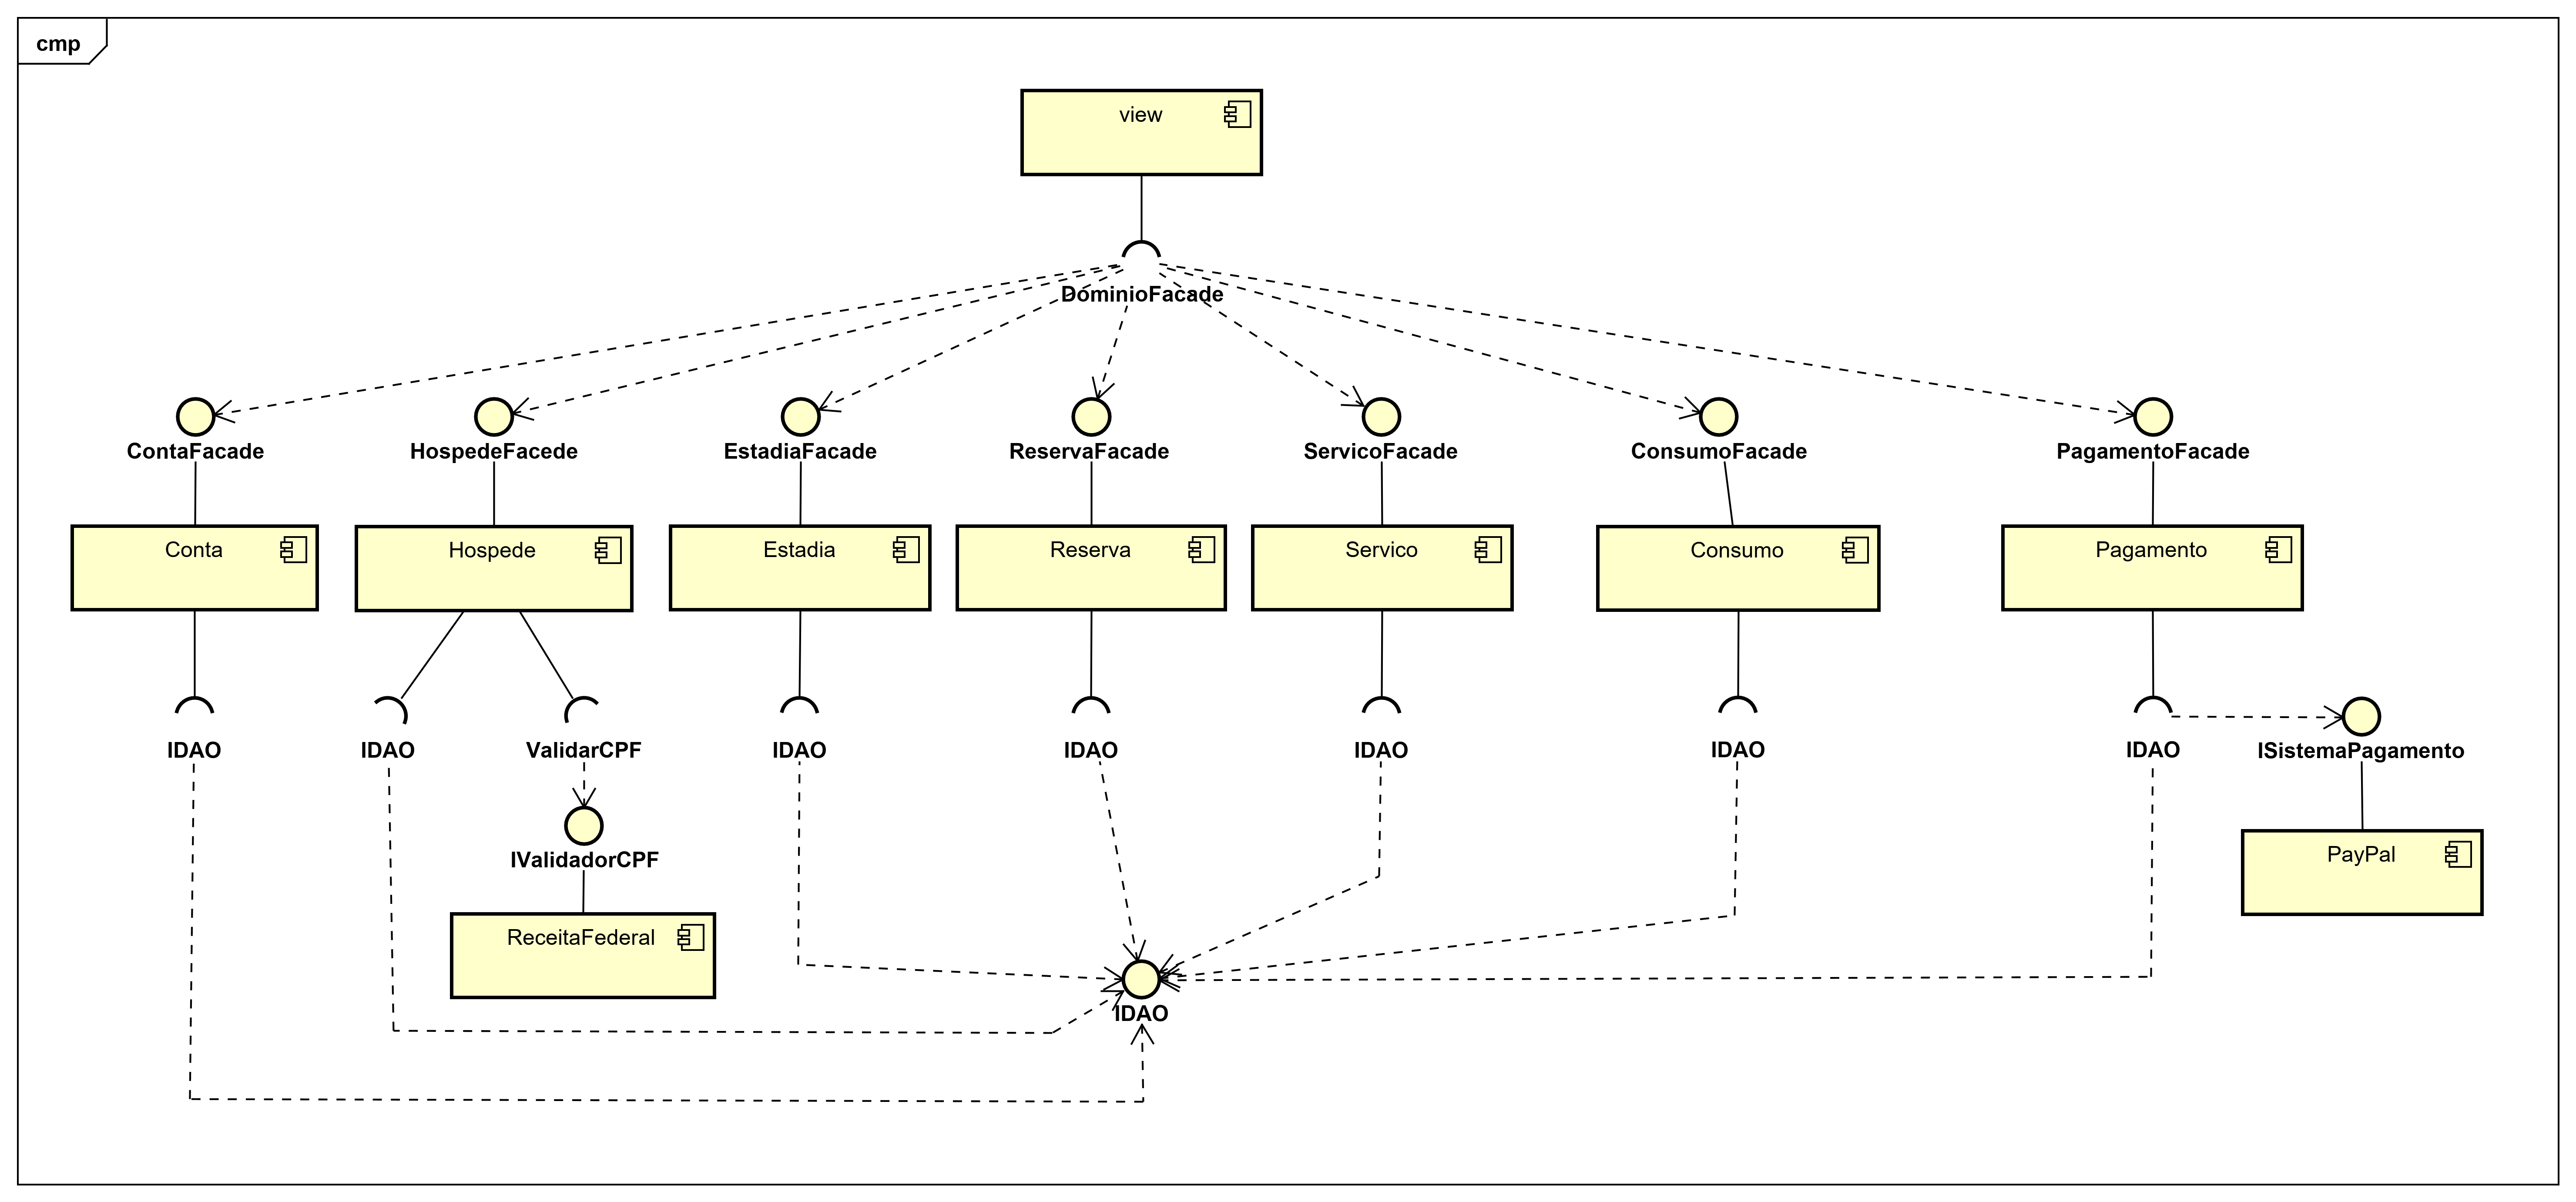 cmp
view
DominioFacade
ContaFacade
HospedeFacede
EstadiaFacade
ReservaFacade
ServicoFacade
ConsumoFacade
PagamentoFacade
Conta
Hospede
Estadia
Reserva
Servico
Consumo
Pagamento
IDAO
IDAO
ValidarCPF
IDAO
IDAO
IDAO
IDAO
IDAO
ISistemaPagamento
IValidadorCPF
PayPal
ReceitaFederal
IDAO